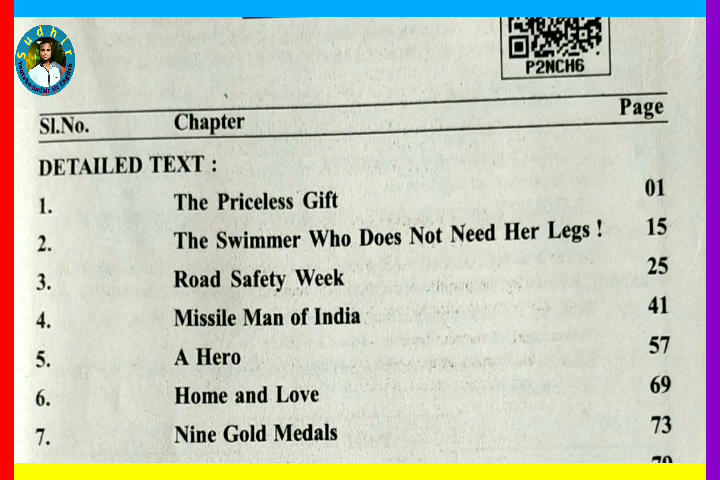 Sudhir
P2NCH6
Sl.No. Chapter Page
DETAILED TEXT :
1. The Priceless Gift 01
2. The Swimmer Who Does Not Need Her Legs ! 15
3. Road Safety Week 25
4. Missile Man of India 41
5. A Hero 57
6. Home and Love 69
7. Nine Gold Medals 73